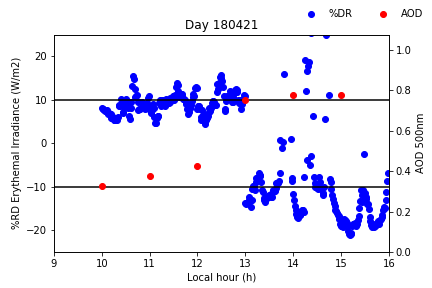 %DR AOD
Day 180421
%RD Erythemal Irradiance (W/m2)
20
10
0
−10
−20
9 10 11 12 13 14 15 16
Local hour (h)
1.0
0.8
0.6
0.4
0.2
0.0
AOD 500nm